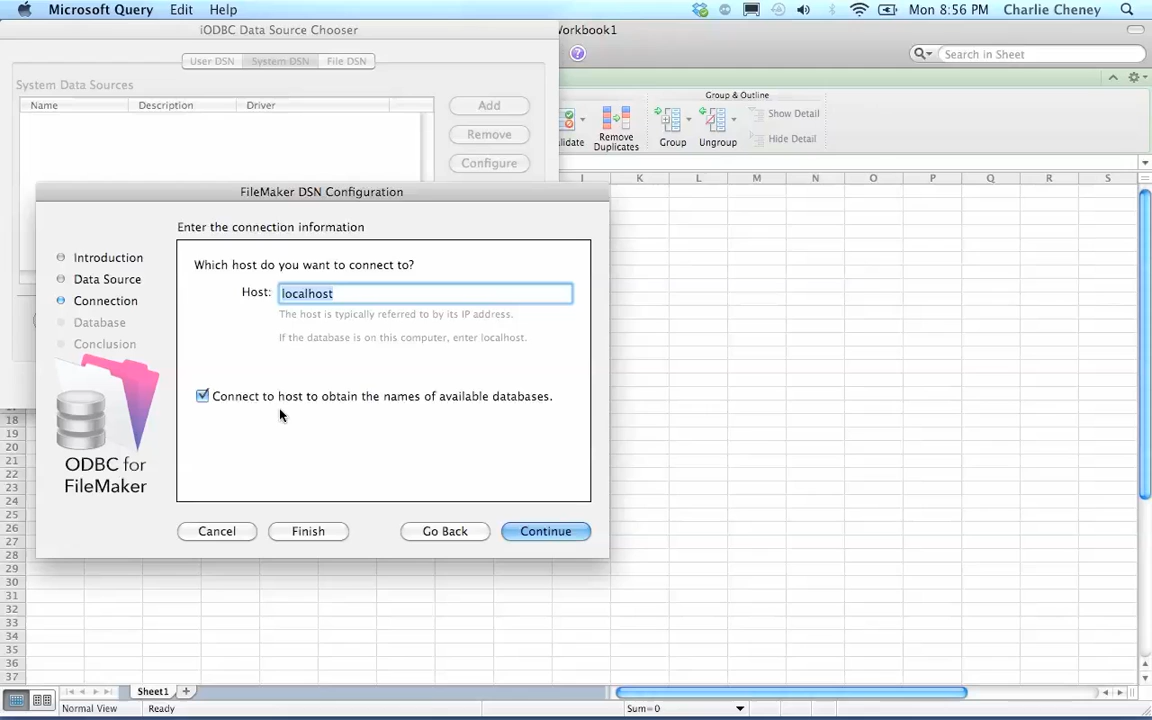 Microsoft Query Edit Help Mon 8:56 PM Charlie Cheney
iODBC Data Source Chooser
Workbook1
User DSN System DSN File DSN
Search in Sheet
System Data Sources
Name Description Driver
Add
Remove
Configure
Group & Outline
Validate
Remove
Duplicates
Group
Ungroup
Show Detail
Hide Detail
I K L M N O P Q R S
FileMaker DSN Configuration
Enter the connection information
Introduction
Data Source
Connection
Database
Conclusion
ODBC for
FileMaker
Which host do you want to connect to?
Host: localhost
The host is typically referred to by its IP address.
If the database is on this computer, enter localhost.
Connect to host to obtain the names of available databases.
Cancel Finish Go Back Continue
18
19
20
21
22
23
24
25
26
27
28
29
30
31
32
33
34
35
36
37
Sheet1
Normal View Ready Sum=0